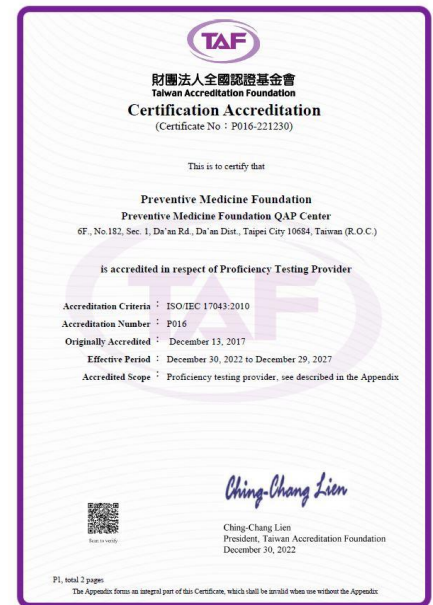 TAF
財團法人全國認證基金會
Taiwan Accreditation Foundation
Certification Accreditation
(Certificate No：P016-221230)
This is to certify that
Preventive Medicine Foundation
Preventive Medicine Foundation QAP Center
6F., No.182, Sec. 1, Da'an Rd., Da'an Dist., Taipei City 10684, Taiwan (R.O.C.)
is accredited in respect of Proficiency Testing Provider
TAF
Accreditation Criteria： ISO/IEC 17043:2010
Accreditation Number： P016
Originally Accredited： December 13, 2017
Effective Period： December 30, 2022 to December 29, 2027
Accredited Scope： Proficiency testing provider, see described in the Appendix
Ching-Chang Lien
Ching-Chang Lien
President, Taiwan Accreditation Foundation
December 30, 2022
Scan to verify
P1, total 2 pages
The Appendix forms an integral part of this Certificate, which shall be invalid when use without the Appendix